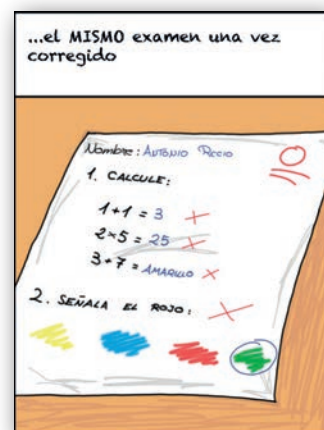 ...el MISMO examen una vez
corregido
Nombre: ANTONIO RECIO
0
1. CALCULE:
1+1 = 3
2×5 = 25
3+7 = AMARILLO
2. SEÑALA EL ROJO: